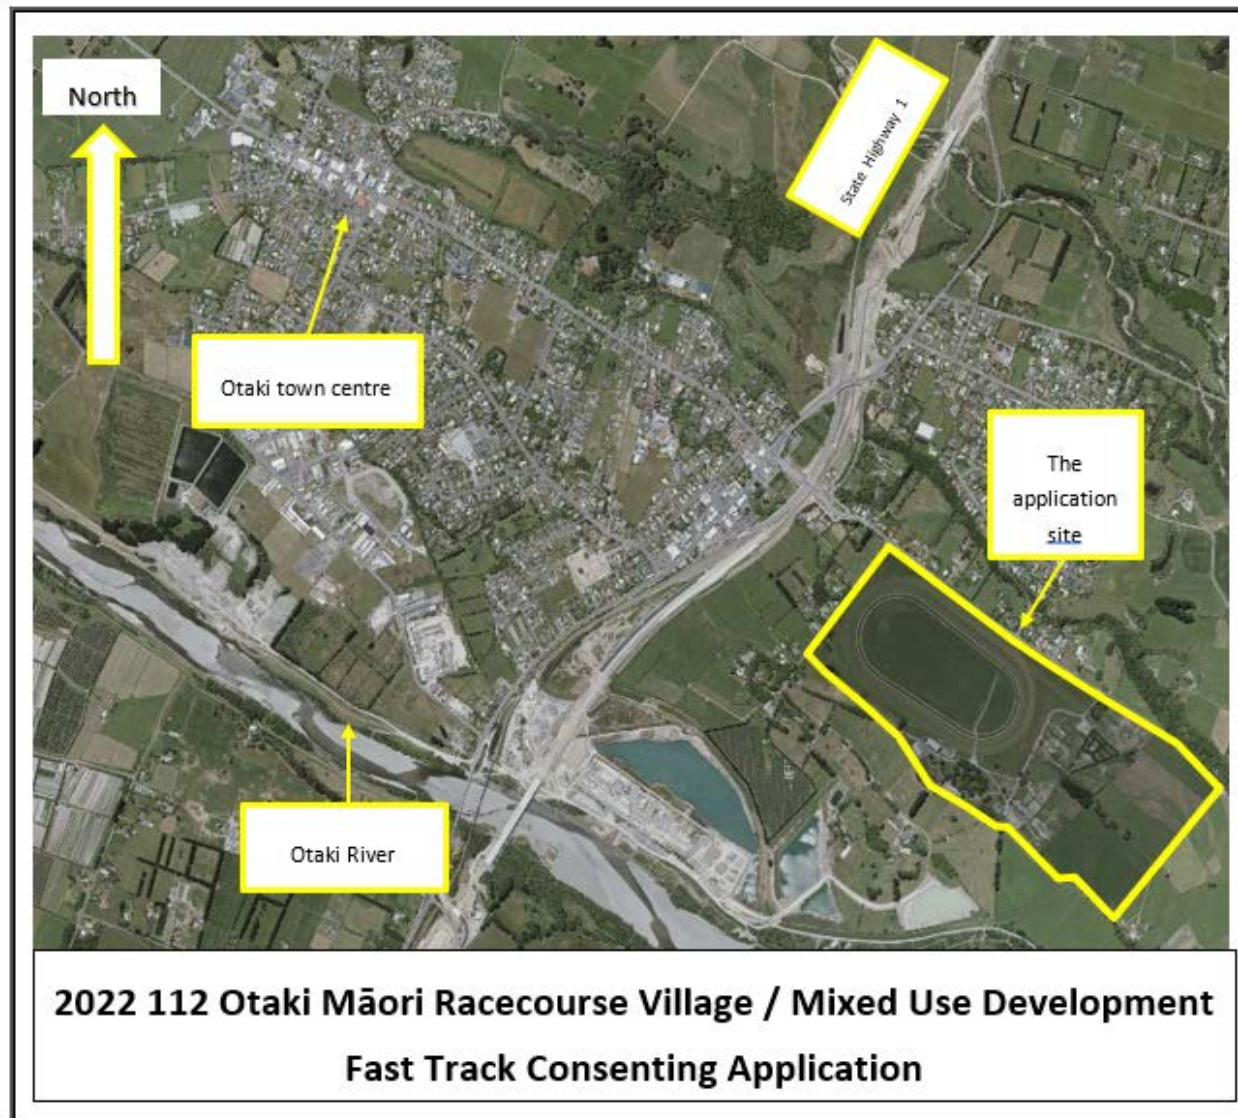 North
State Highway 1
Otaki town centre
The
application
site
Otaki River
2022 112 Otaki Māori Racecourse Village / Mixed Use Development
Fast Track Consenting Application